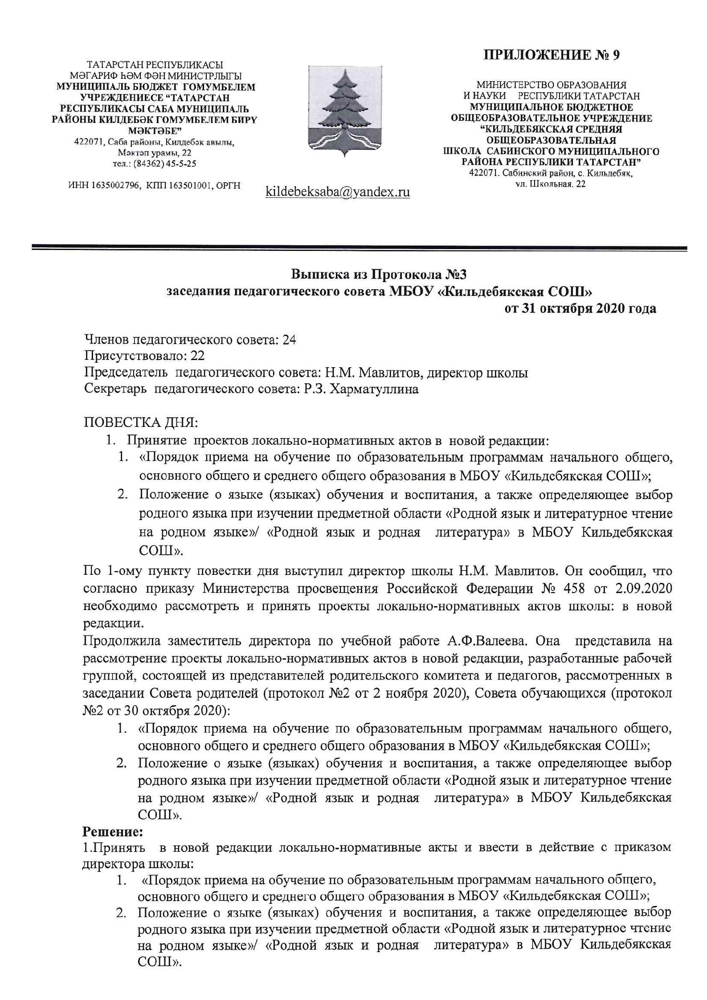 ПРИЛОЖЕНИЕ № 9
ТАТАРСТАН РЕСПУБЛИКАСЫ
МӘГАРИФ ҺӘМ ФӘН МИНИСТРЛЫГЫ
МУНИЦИПАЛЬ БЮДЖЕТ ГОМУМБЕЛЕМ
УЧРЕЖДЕНИЕСЕ “ТАТАРСТАН
РЕСПУБЛИКАСЫ САБА МУНИЦИПАЛЬ
РАЙОНЫ КИЛДЕБӘК ГОМУМБЕЛЕМ БИРҮ
МӘКТӘБЕ”
422071, Саба районы, Килдебәк авылы,
Мәктәп урамы, 22
тел.: (84362) 45-5-25
ИНН 1635002796, КПП 163501001, ОРГН
kildebeksaba@yandex.ru
МИНИСТЕРСТВО ОБРАЗОВАНИЯ
И НАУКИ РЕСПУБЛИКИ ТАТАРСТАН
МУНИЦИПАЛЬНОЕ БЮДЖЕТНОЕ
ОБЩЕОБРАЗОВАТЕЛЬНОЕ УЧРЕЖДЕНИЕ
“КИЛЬДЕБЯКСКАЯ СРЕДНЯЯ
ОБЩЕОБРАЗОВАТЕЛЬНАЯ
ШКОЛА САБИНСКОГО МУНИЦИПАЛЬНОГО
РАЙОНА РЕСПУБЛИКИ ТАТАРСТАН”
422071. Сабинский район, с. Кильдебяк,
ул. Школьная. 22
Выписка из Протокола №3
заседания педагогического совета МБОУ «Кильдебякская СОШ»
от 31 октября 2020 года
Членов педагогического совета: 24
Присутствовало: 22
Председатель педагогического совета: Н.М. Мавлитов, директор школы
Секретарь педагогического совета: Р.З. Харматуллина
ПОВЕСТКА ДНЯ:
1. Принятие проектов локально-нормативных актов в новой редакции:
1. «Порядок приема на обучение по образовательным программам начального общего,
основного общего и среднего общего образования в МБОУ «Кильдебякская СОШ»;
2. Положение о языке (языках) обучения и воспитания, а также определяющее выбор
родного языка при изучении предметной области «Родной язык и литературное чтение
на родном языке»/ «Родной язык и родная литература» в МБОУ Кильдебякская
СОШ».
По 1-ому пункту повестки дня выступил директор школы Н.М. Мавлитов. Он сообщил, что
согласно приказу Министерства просвещения Российской Федерации № 458 от 2.09.2020
необходимо рассмотреть и принять проекты локально-нормативных актов школы: в новой
редакции.
Продолжила заместитель директора по учебной работе А.Ф.Валеева. Она представила на
рассмотрение проекты локально-нормативных актов в новой редакции, разработанные рабочей
группой, состоящей из представителей родительского комитета и педагогов, рассмотренных в
заседании Совета родителей (протокол №2 от 2 ноября 2020), Совета обучающихся (протокол
№2 от 30 октября 2020):
1. «Порядок приема на обучение по образовательным программам начального общего,
основного общего и среднего общего образования в МБОУ «Кильдебякская СОШ»;
2. Положение о языке (языках) обучения и воспитания, а также определяющее выбор
родного языка при изучении предметной области «Родной язык и литературное чтение
на родном языке»/ «Родной язык и родная литература» в МБОУ Кильдебякская
СОШ».
Решение:
1.Принять в новой редакции локально-нормативные акты и ввести в действие с приказом
директора школы:
1. «Порядок приема на обучение по образовательным программам начального общего,
основного общего и среднего общего образования в МБОУ «Кильдебякская СОШ»;
2. Положение о языке (языках) обучения и воспитания, а также определяющее выбор
родного языка при изучении предметной области «Родной язык и литературное чтение
на родном языке»/ «Родной язык и родная литература» в МБОУ Кильдебякская
СОШ».